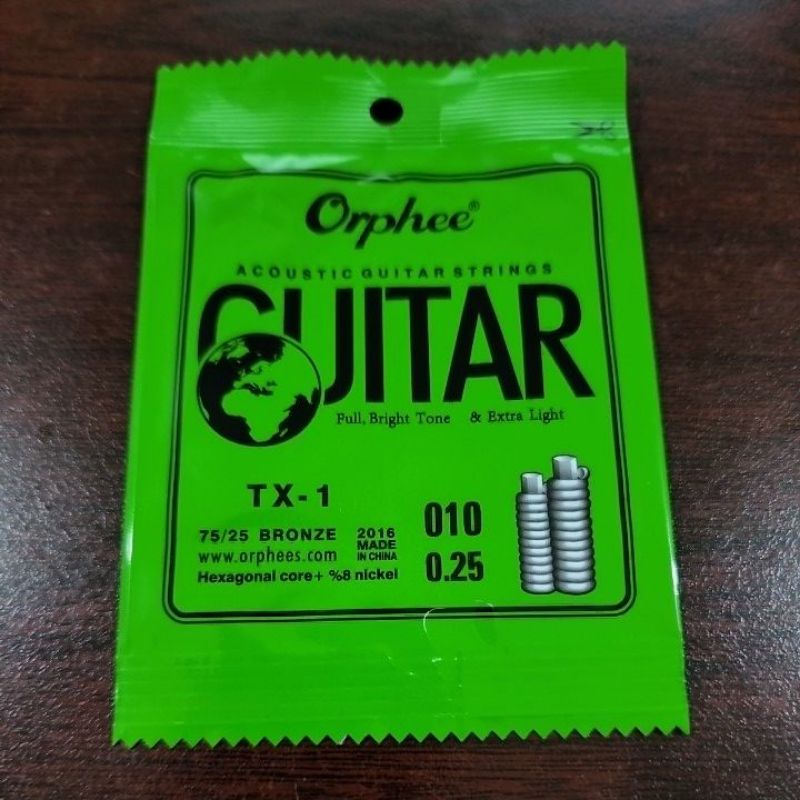 Orphee®
ACOUSTIC GUITAR STRINGS
GUITAR
Full, Bright Tone & Extra Light
TX-1
75/25 BRONZE
www.orphees.com
Hexagonal core+ %8 nickel
2016
MADE
IN CHINA
010
0.25